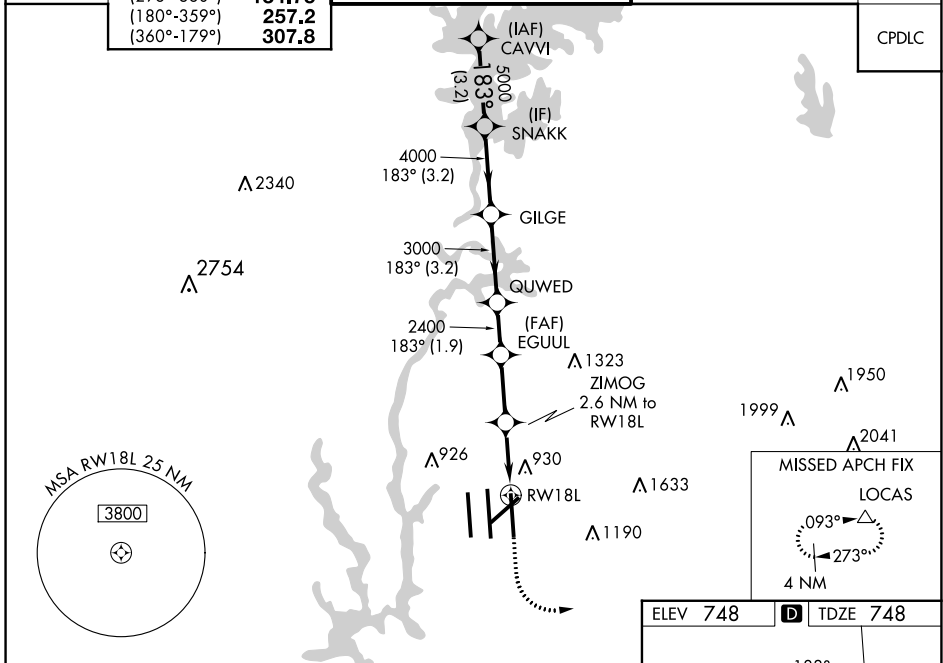 (180°-359°) 257.2
(360°-179°) 307.8
CPDLC
(IAF)
CAVVI
5000
183°
(3.2)
(IF)
SNAKK
4000
183° (3.2)
2340
GILGE
3000
183° (3.2)
2754
QUWED
2400
183° (1.9)
(FAF)
EGUUL
1323
ZIMOG
2.6 NM to
RW18L
1950
1999
2041
926
930
RW18L
1633
1190
MSA RW18L 25 NM
3800
MISSED APCH FIX
LOCAS
093°
273°
4 NM
ELEV 748 D TDZE 748